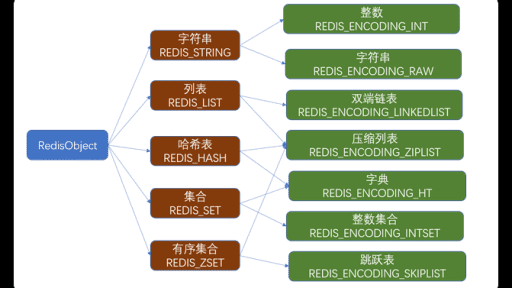 RedisObject
字符串
REDIS_STRING
列表
REDIS_LIST
哈希表
REDIS_HASH
集合
REDIS_SET
有序集合
REDIS_ZSET
整数
REDIS_ENCODING_INT
字符串
REDIS_ENCODING_RAW
双端链表
REDIS_ENCODING_LINKEDLIST
压缩列表
REDIS_ENCODING_ZIPLIST
字典
REDIS_ENCODING_HT
整数集合
REDIS_ENCODING_INTSET
跳跃表
REDIS_ENCODING_SKIPLIST